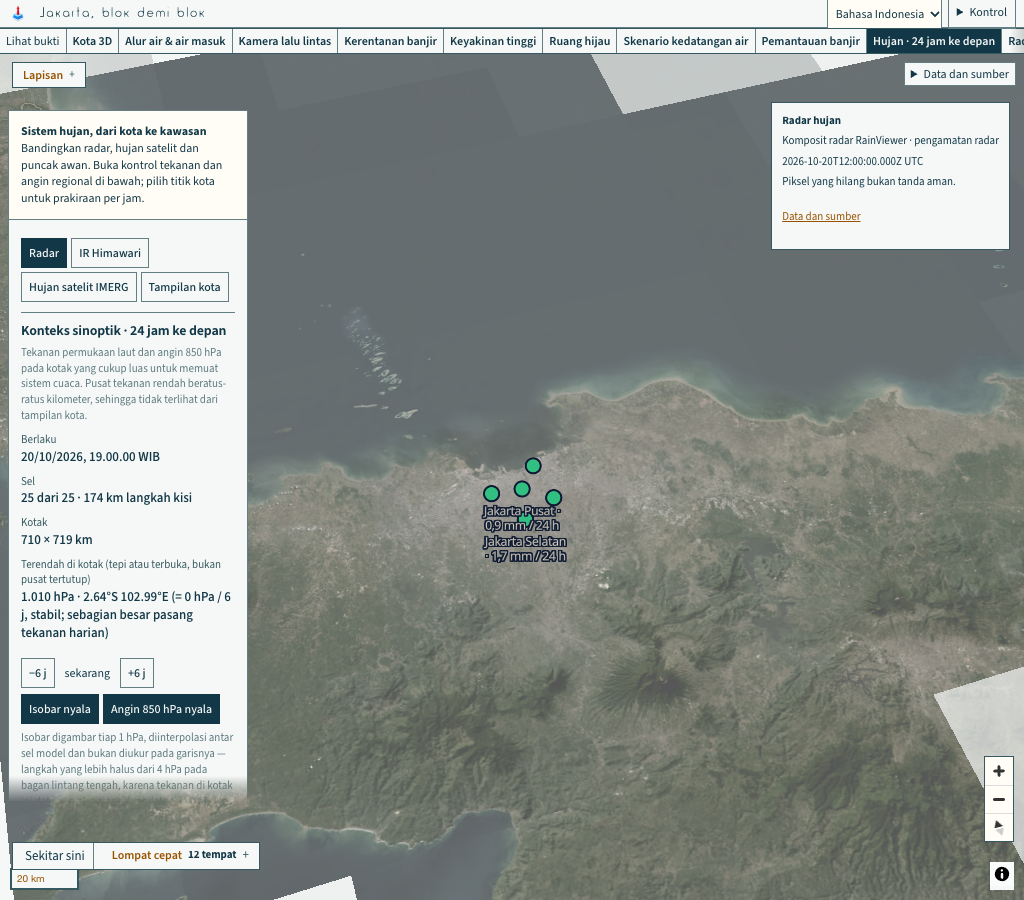 Jakarta, blok demi blok
Bahasa Indonesia
Kontrol
Lihat bukti
Kota 3D
Alur air & air masuk
Kamera lalu lintas
Kerentanan banjir
Keyakinan tinggi
Ruang hijau
Skenario kedatangan air
Pemantauan banjir
Hujan · 24 jam ke depan
Lapisan +
Data dan sumber
Sistem hujan, dari kota ke kawasan
Bandingkan radar, hujan satelit dan
puncak awan. Buka kontrol tekanan dan
angin regional di bawah; pilih titik kota
untuk prakiraan per jam.
Radar
IR Himawari
Hujan satelit IMERG
Tampilan kota
Konteks sinoptik · 24 jam ke depan
Tekanan permukaan laut dan angin 850 hPa
pada kotak yang cukup luas untuk memuat
sistem cuaca. Pusat tekanan rendah beratus-
ratus kilometer, sehingga tidak terlihat dari
tampilan kota.
Berlaku
20/10/2026, 19.00.00 WIB
Sel
25 dari 25 · 174 km langkah kisi
Kotak
710 × 719 km
Terendah di kotak (tepi atau terbuka, bukan
pusat tertutup)
1.010 hPa · 2.64°S 102.99°E (= 0 hPa / 6
j, stabil; sebagian besar pasang
tekanan harian)
−6 j
sekarang
+6 j
Isobar nyala
Angin 850 hPa nyala
Isobar digambar tiap 1 hPa, diinterpolasi antar
sel model dan bukan diukur pada garisnya —
langkah yang lebih halus dari 4 hPa pada
bagan lintang tengah, karena tekanan di kotak
Radar hujan
Komposit radar RainViewer · pengamatan radar
2026-10-20T12:00:00.000Z UTC
Piksel yang hilang bukan tanda aman.
Data dan sumber
Jakarta Pusat ·
0,9 mm / 24 h
Jakarta Selatan
· 1,7 mm / 24 h
Sekitar sini
Lompat cepat 12 tempat +
20 km